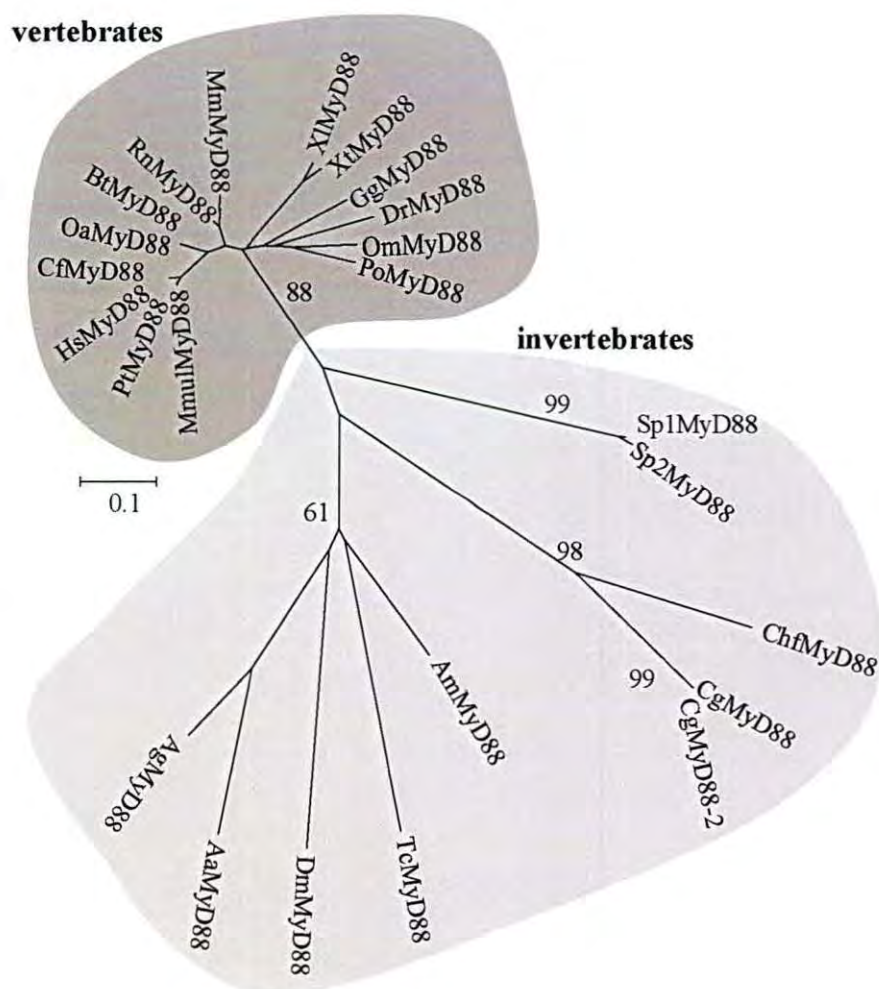 vertebrates
MmMyD88
RnMyD88
BtMyD88
OaMyD88
CfMyD88
HsMyD88
PtMyD88
MmulMyD88
XlMyD88
XtMyD88
GgMyD88
DrMyD88
OmMyD88
PoMyD88
88
0.1
invertebrates
99
Sp1MyD88
Sp2MyD88
61
98
ChfMyD88
99
CgMyD88
CgMyD88-2
AmMyD88
AgMyD88
AaMyD88
DmMyD88
TcMyD88